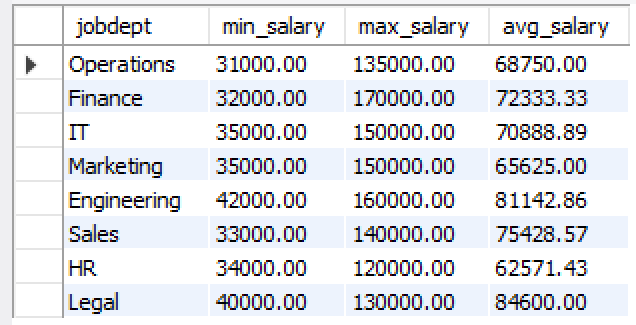 jobdept min_salary max_salary avg_salary
Operations 31000.00 135000.00 68750.00
Finance 32000.00 170000.00 72333.33
IT 35000.00 150000.00 70888.89
Marketing 35000.00 150000.00 65625.00
Engineering 42000.00 160000.00 81142.86
Sales 33000.00 140000.00 75428.57
HR 34000.00 120000.00 62571.43
Legal 40000.00 130000.00 84600.00